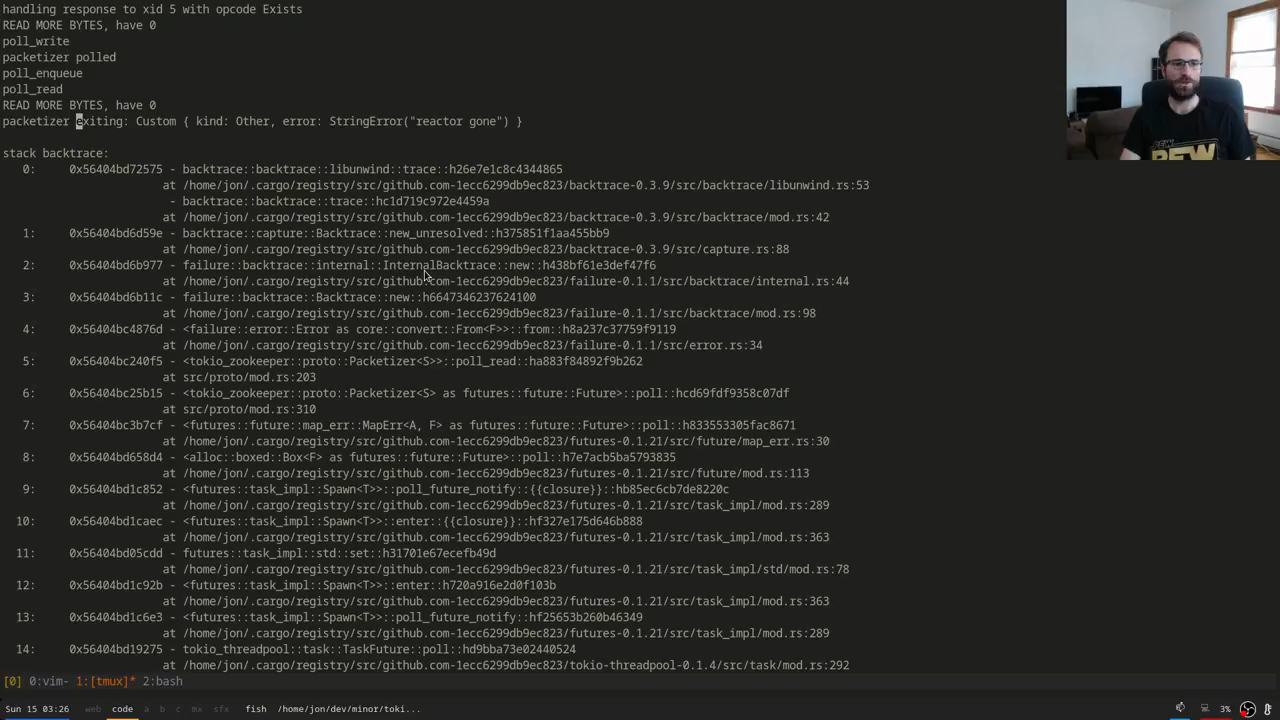 handling response to xid 5 with opcode Exists
READ MORE BYTES, have 0
poll_write
packetizer polled
poll_enqueue
poll_read
READ MORE BYTES, have 0
packetizer exiting: Custom { kind: Other, error: StringError("reactor gone") }
stack backtrace:
0: 0x56404bd72575 - backtrace::backtrace::libunwind::trace::h26e7e1c8c4344865
at /home/jon/.cargo/registry/src/github.com-1ecc6299db9ec823/backtrace-0.3.9/src/backtrace/libunwind.rs:53
- backtrace::backtrace::trace::hc1d719c972e4459a
at /home/jon/.cargo/registry/src/github.com-1ecc6299db9ec823/backtrace-0.3.9/src/backtrace/mod.rs:42
1: 0x56404bd6d59e - backtrace::capture::Backtrace::new_unresolved::h375851f1aa455bb9
at /home/jon/.cargo/registry/src/github.com-1ecc6299db9ec823/backtrace-0.3.9/src/capture.rs:88
2: 0x56404bd6b977 - failure::backtrace::internal::InternalBacktrace::new::h438bf61e3def47f6
at /home/jon/.cargo/registry/src/github.com-1ecc6299db9ec823/failure-0.1.1/src/backtrace/internal.rs:44
3: 0x56404bd6b11c - failure::backtrace::Backtrace::new::h6647346237624100
at /home/jon/.cargo/registry/src/github.com-1ecc6299db9ec823/failure-0.1.1/src/backtrace/mod.rs:98
4: 0x56404bc4876d - <failure::error::Error as core::convert::From<F>>::from::h8a237c37759f9119
at /home/jon/.cargo/registry/src/github.com-1ecc6299db9ec823/failure-0.1.1/src/error.rs:34
5: 0x56404bc240f5 - <tokio_zookeeper::proto::Packetizer<S>>::poll_read::ha883f84892f9b262
at src/proto/mod.rs:203
6: 0x56404bc25b15 - <tokio_zookeeper::proto::Packetizer<S> as futures::future::Future>::poll::hcd69fdf9358c07df
at src/proto/mod.rs:310
7: 0x56404bc3b7cf - <futures::future::map_err::MapErr<A, F> as futures::future::Future>::poll::h833553305fac8671
at /home/jon/.cargo/registry/src/github.com-1ecc6299db9ec823/futures-0.1.21/src/future/map_err.rs:30
8: 0x56404bd658d4 - <alloc::boxed::Box<F> as futures::future::Future>::poll::h7e7acb5ba5793835
at /home/jon/.cargo/registry/src/github.com-1ecc6299db9ec823/futures-0.1.21/src/future/mod.rs:113
9: 0x56404bd1c852 - <futures::task_impl::Spawn<T>>::poll_future_notify::{{closure}}::hb85ec6cb7de8220c
at /home/jon/.cargo/registry/src/github.com-1ecc6299db9ec823/futures-0.1.21/src/task_impl/mod.rs:289
10: 0x56404bd1caec - <futures::task_impl::Spawn<T>>::enter::{{closure}}::hf327e175d646b888
at /home/jon/.cargo/registry/src/github.com-1ecc6299db9ec823/futures-0.1.21/src/task_impl/mod.rs:363
11: 0x56404bd05cdd - futures::task_impl::std::set::h31701e67ecefb49d
at /home/jon/.cargo/registry/src/github.com-1ecc6299db9ec823/futures-0.1.21/src/task_impl/std/mod.rs:78
12: 0x56404bd1c92b - <futures::task_impl::Spawn<T>>::enter::h720a916e2d0f103b
at /home/jon/.cargo/registry/src/github.com-1ecc6299db9ec823/futures-0.1.21/src/task_impl/mod.rs:363
13: 0x56404bd1c6e3 - <futures::task_impl::Spawn<T>>::poll_future_notify::hf25653b260b46349
at /home/jon/.cargo/registry/src/github.com-1ecc6299db9ec823/futures-0.1.21/src/task_impl/mod.rs:289
14: 0x56404bd19275 - tokio_threadpool::task::TaskFuture::poll::hd9bba73e02440524
at /home/jon/.cargo/registry/src/github.com-1ecc6299db9ec823/tokio-threadpool-0.1.4/src/task/mod.rs:292
[0] 0:vim- 1:[tmux]* 2:bash
Sun 15 03:26 web code a b c mx sfx fish /home/jon/dev/minor/toki... 3%